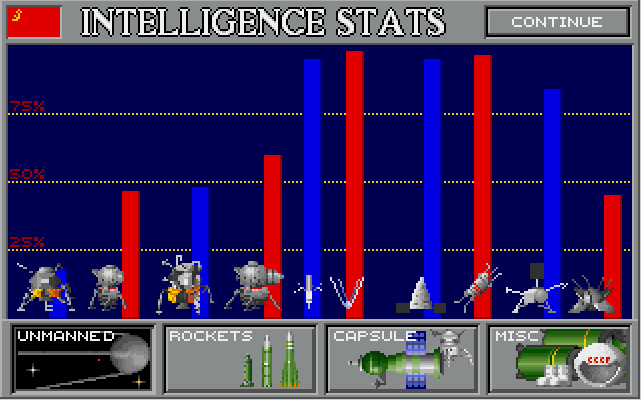 INTELLIGENCE STATS
CONTINUE
75%
50%
25%
UNMANNED
ROCKETS
CAPSULE
MISC
CCCP